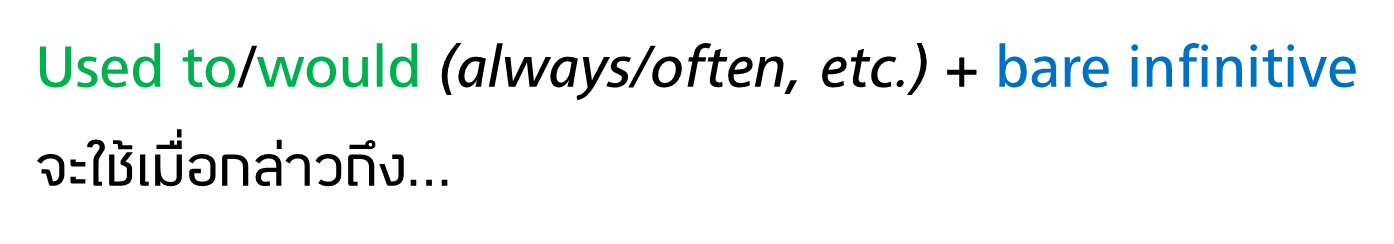 Used to/would (always/often, etc.) + bare infinitive
จะใช้เมื่อกล่าวถึง...